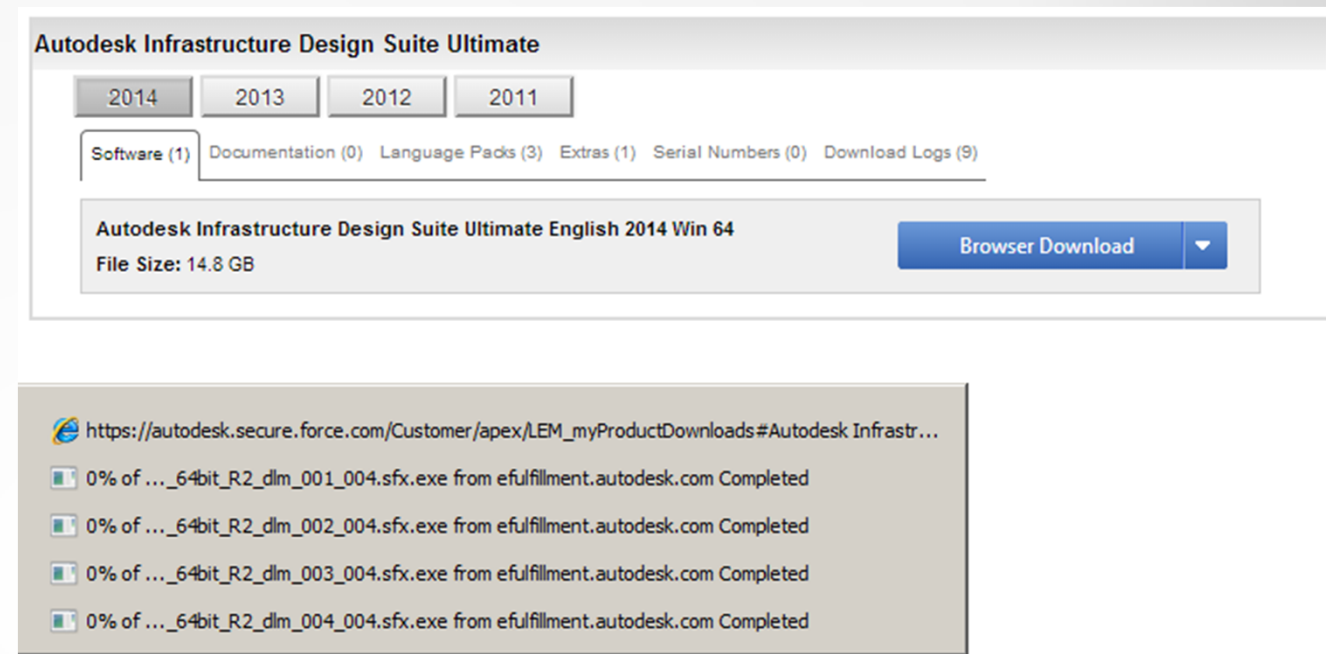 Autodesk Infrastructure Design Suite Ultimate
2014 2013 2012 2011
Software (1) Documentation (0) Language Packs (3) Extras (1) Serial Numbers (0) Download Logs (9)
Autodesk Infrastructure Design Suite Ultimate English 2014 Win 64
Browser Download
File Size: 14.8 GB
https://autodesk.secure.force.com/Customer/apex/LEM_myProductDownloads#Autodesk Infrastr...
0% of ..._64bit_R2_dlm_001_004.sfx.exe from efulfillment.autodesk.com Completed
0% of ..._64bit_R2_dlm_002_004.sfx.exe from efulfillment.autodesk.com Completed
0% of ..._64bit_R2_dlm_003_004.sfx.exe from efulfillment.autodesk.com Completed
0% of ..._64bit_R2_dlm_004_004.sfx.exe from efulfillment.autodesk.com Completed